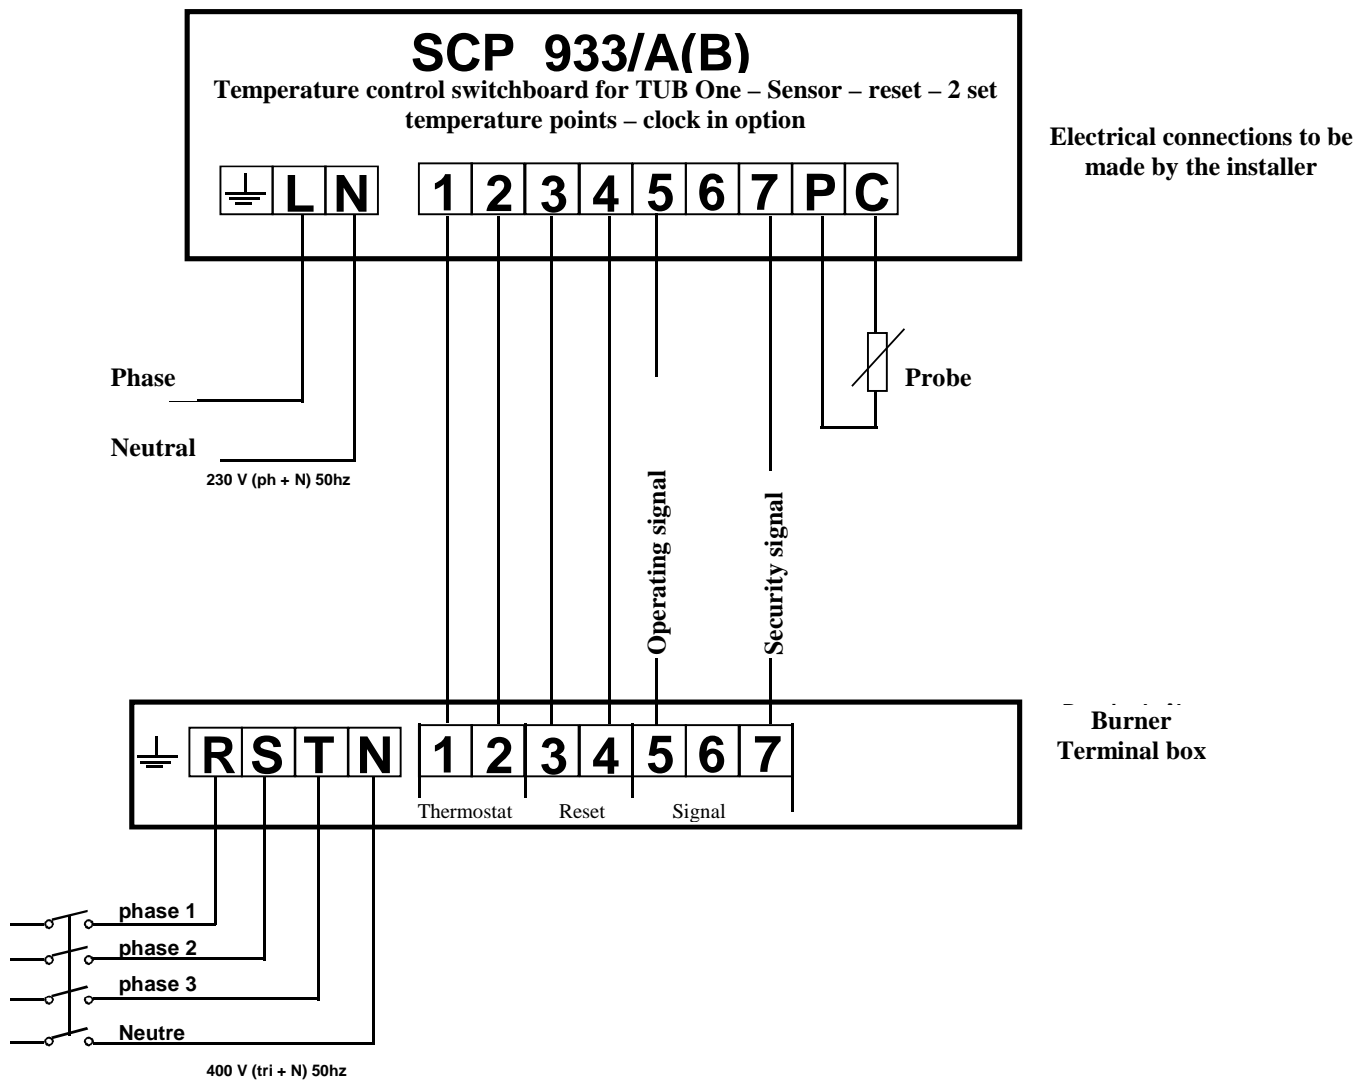 SCP 933/A(B)
Temperature control switchboard for TUB One – Sensor – reset – 2 set
temperature points – clock in option
Electrical connections to be
made by the installer
L N 1 2 3 4 5 6 7 P C
Phase
Probe
Neutral
230 V (ph + N) 50hz
Operating signal
Security signal
Burner
Terminal box
R S T N 1 2 3 4 5 6 7
Thermostat Reset Signal
phase 1
phase 2
phase 3
Neutre
400 V (tri + N) 50hz